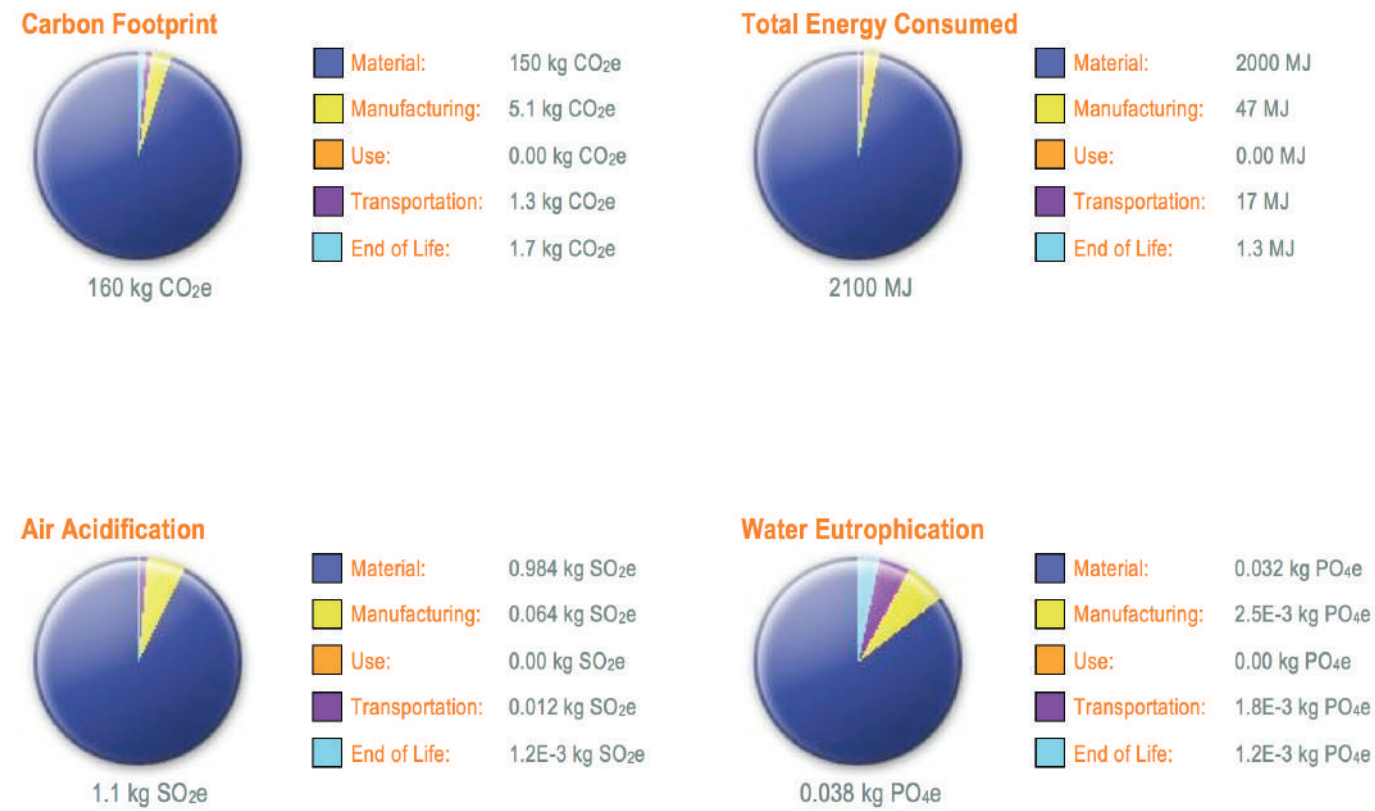 Carbon Footprint
Material: 150 kg CO₂e
Manufacturing: 5.1 kg CO₂e
Use: 0.00 kg CO₂e
Transportation: 1.3 kg CO₂e
End of Life: 1.7 kg CO₂e
160 kg CO₂e
Total Energy Consumed
Material: 2000 MJ
Manufacturing: 47 MJ
Use: 0.00 MJ
Transportation: 17 MJ
End of Life: 1.3 MJ
2100 MJ
Air Acidification
Material: 0.984 kg SO₂e
Manufacturing: 0.064 kg SO₂e
Use: 0.00 kg SO₂e
Transportation: 0.012 kg SO₂e
End of Life: 1.2E-3 kg SO₂e
1.1 kg SO₂e
Water Eutrophication
Material: 0.032 kg PO₄e
Manufacturing: 2.5E-3 kg PO₄e
Use: 0.00 kg PO₄e
Transportation: 1.8E-3 kg PO₄e
End of Life: 1.2E-3 kg PO₄e
0.038 kg PO₄e